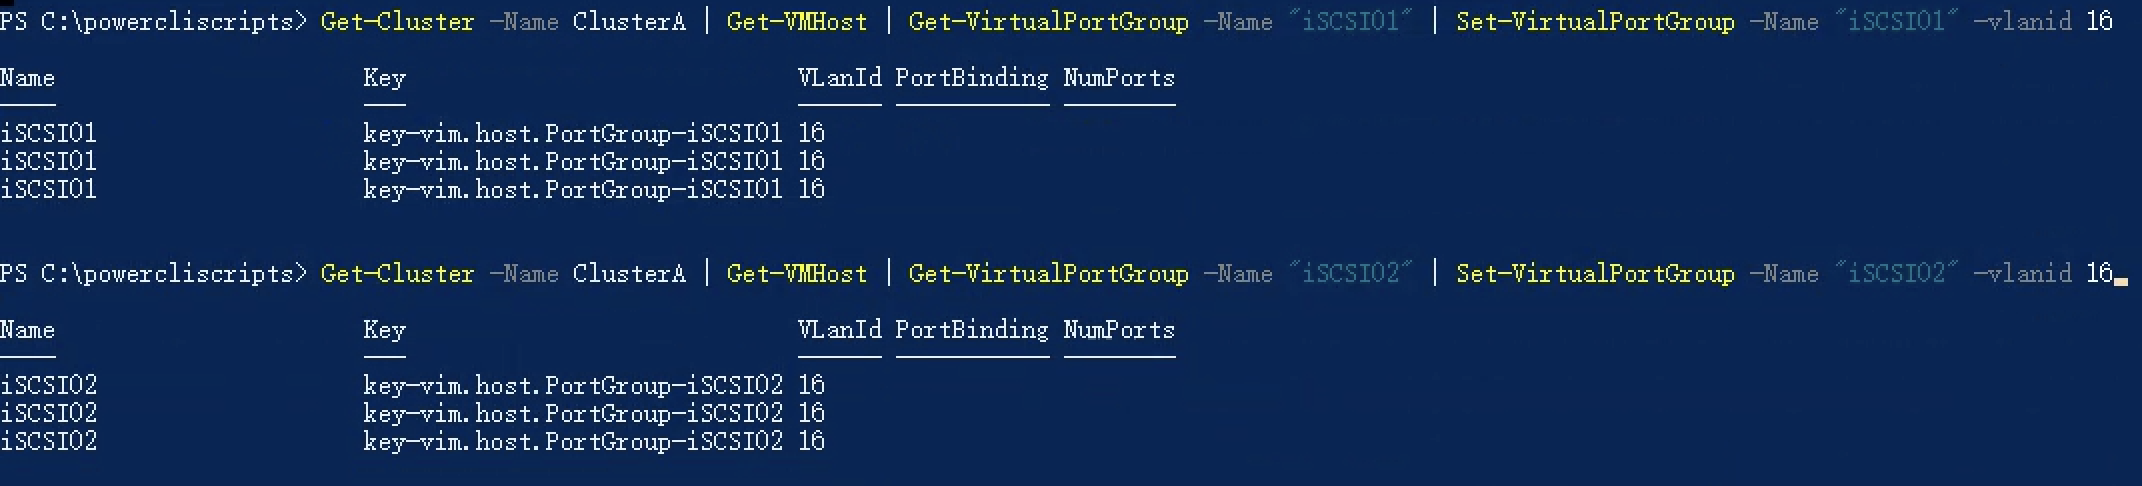 PS C:\powercliscripts> Get-Cluster -Name ClusterA | Get-VMHost | Get-VirtualPortGroup -Name "iSCSI01" | Set-VirtualPortGroup -Name "iSCSI01" -vlanid 16
Name Key VLanId PortBinding NumPorts
iSCSI01 key-vim.host.PortGroup-iSCSI01 16
iSCSI01 key-vim.host.PortGroup-iSCSI01 16
iSCSI01 key-vim.host.PortGroup-iSCSI01 16
PS C:\powercliscripts> Get-Cluster -Name ClusterA | Get-VMHost | Get-VirtualPortGroup -Name "iSCSI02" | Set-VirtualPortGroup -Name "iSCSI02" -vlanid 16
Name Key VLanId PortBinding NumPorts
iSCSI02 key-vim.host.PortGroup-iSCSI02 16
iSCSI02 key-vim.host.PortGroup-iSCSI02 16
iSCSI02 key-vim.host.PortGroup-iSCSI02 16